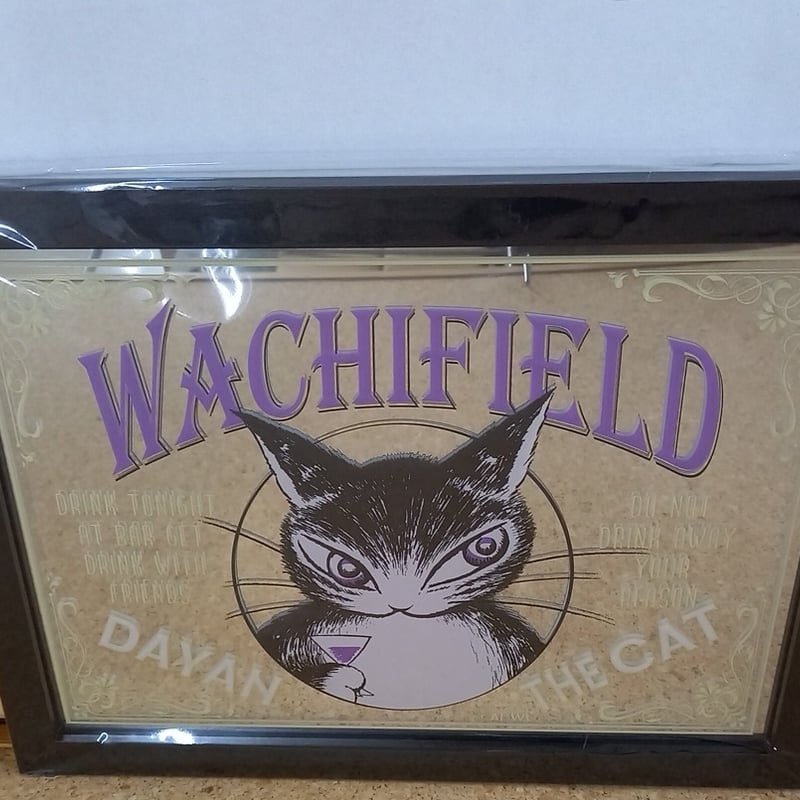 WACHIFIELD
DRINK TONIGHT
AT BAR GET
DRINK WITH
FRIENDS
DO NOT
DRINK AWAY
YOUR
REASON
DAYAN
THE CAT